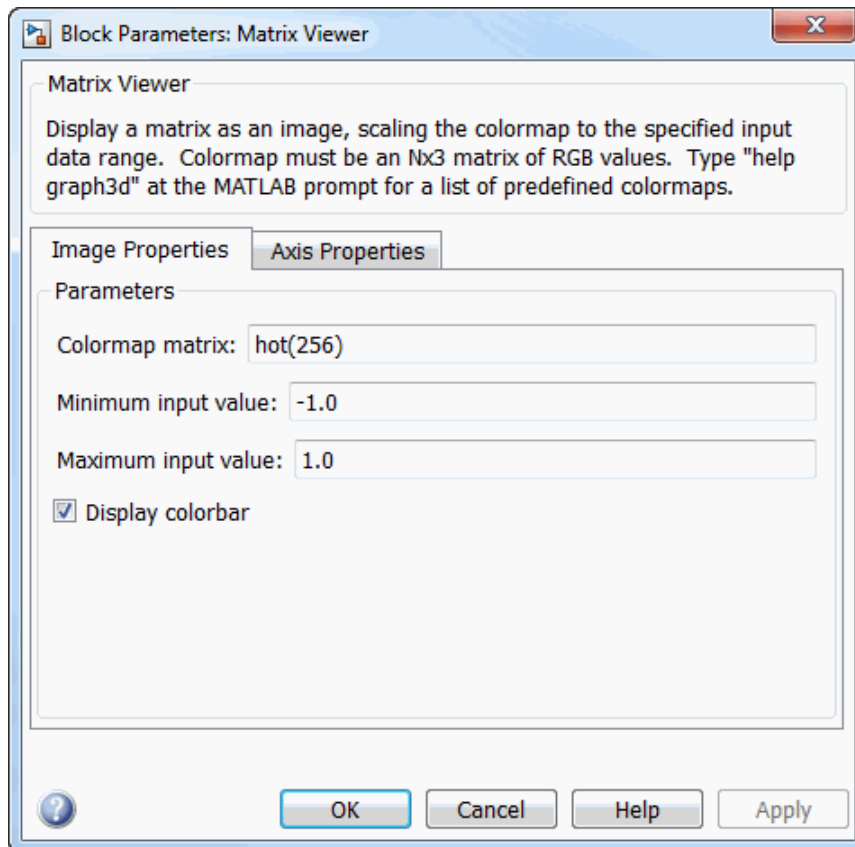 Block Parameters: Matrix Viewer
Matrix Viewer
Display a matrix as an image, scaling the colormap to the specified input
data range.  Colormap must be an Nx3 matrix of RGB values.  Type "help
graph3d" at the MATLAB prompt for a list of predefined colormaps.
Image Properties Axis Properties
Parameters
Colormap matrix: hot(256)
Minimum input value: -1.0
Maximum input value: 1.0
Display colorbar
OK Cancel Help Apply